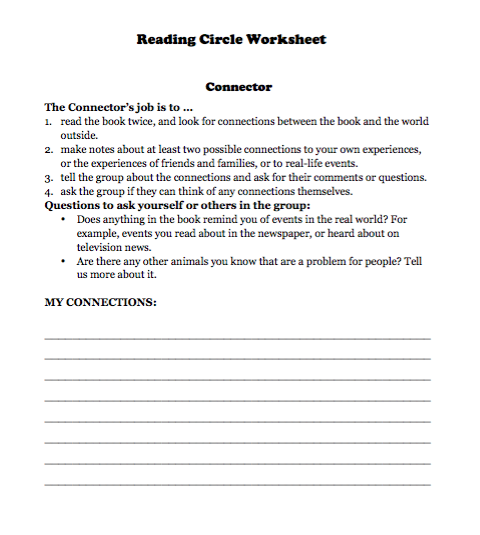 Reading Circle Worksheet
Connector
The Connector's job is to ...
1. read the book twice, and look for connections between the book and the world
outside.
2. make notes about at least two possible connections to your own experiences,
or the experiences of friends and families, or to real-life events.
3. tell the group about the connections and ask for their comments or questions.
4. ask the group if they can think of any connections themselves.
Questions to ask yourself or others in the group:
• Does anything in the book remind you of events in the real world? For
example, events you read about in the newspaper, or heard about on
television news.
• Are there any other animals you know that are a problem for people? Tell
us more about it.
MY CONNECTIONS: